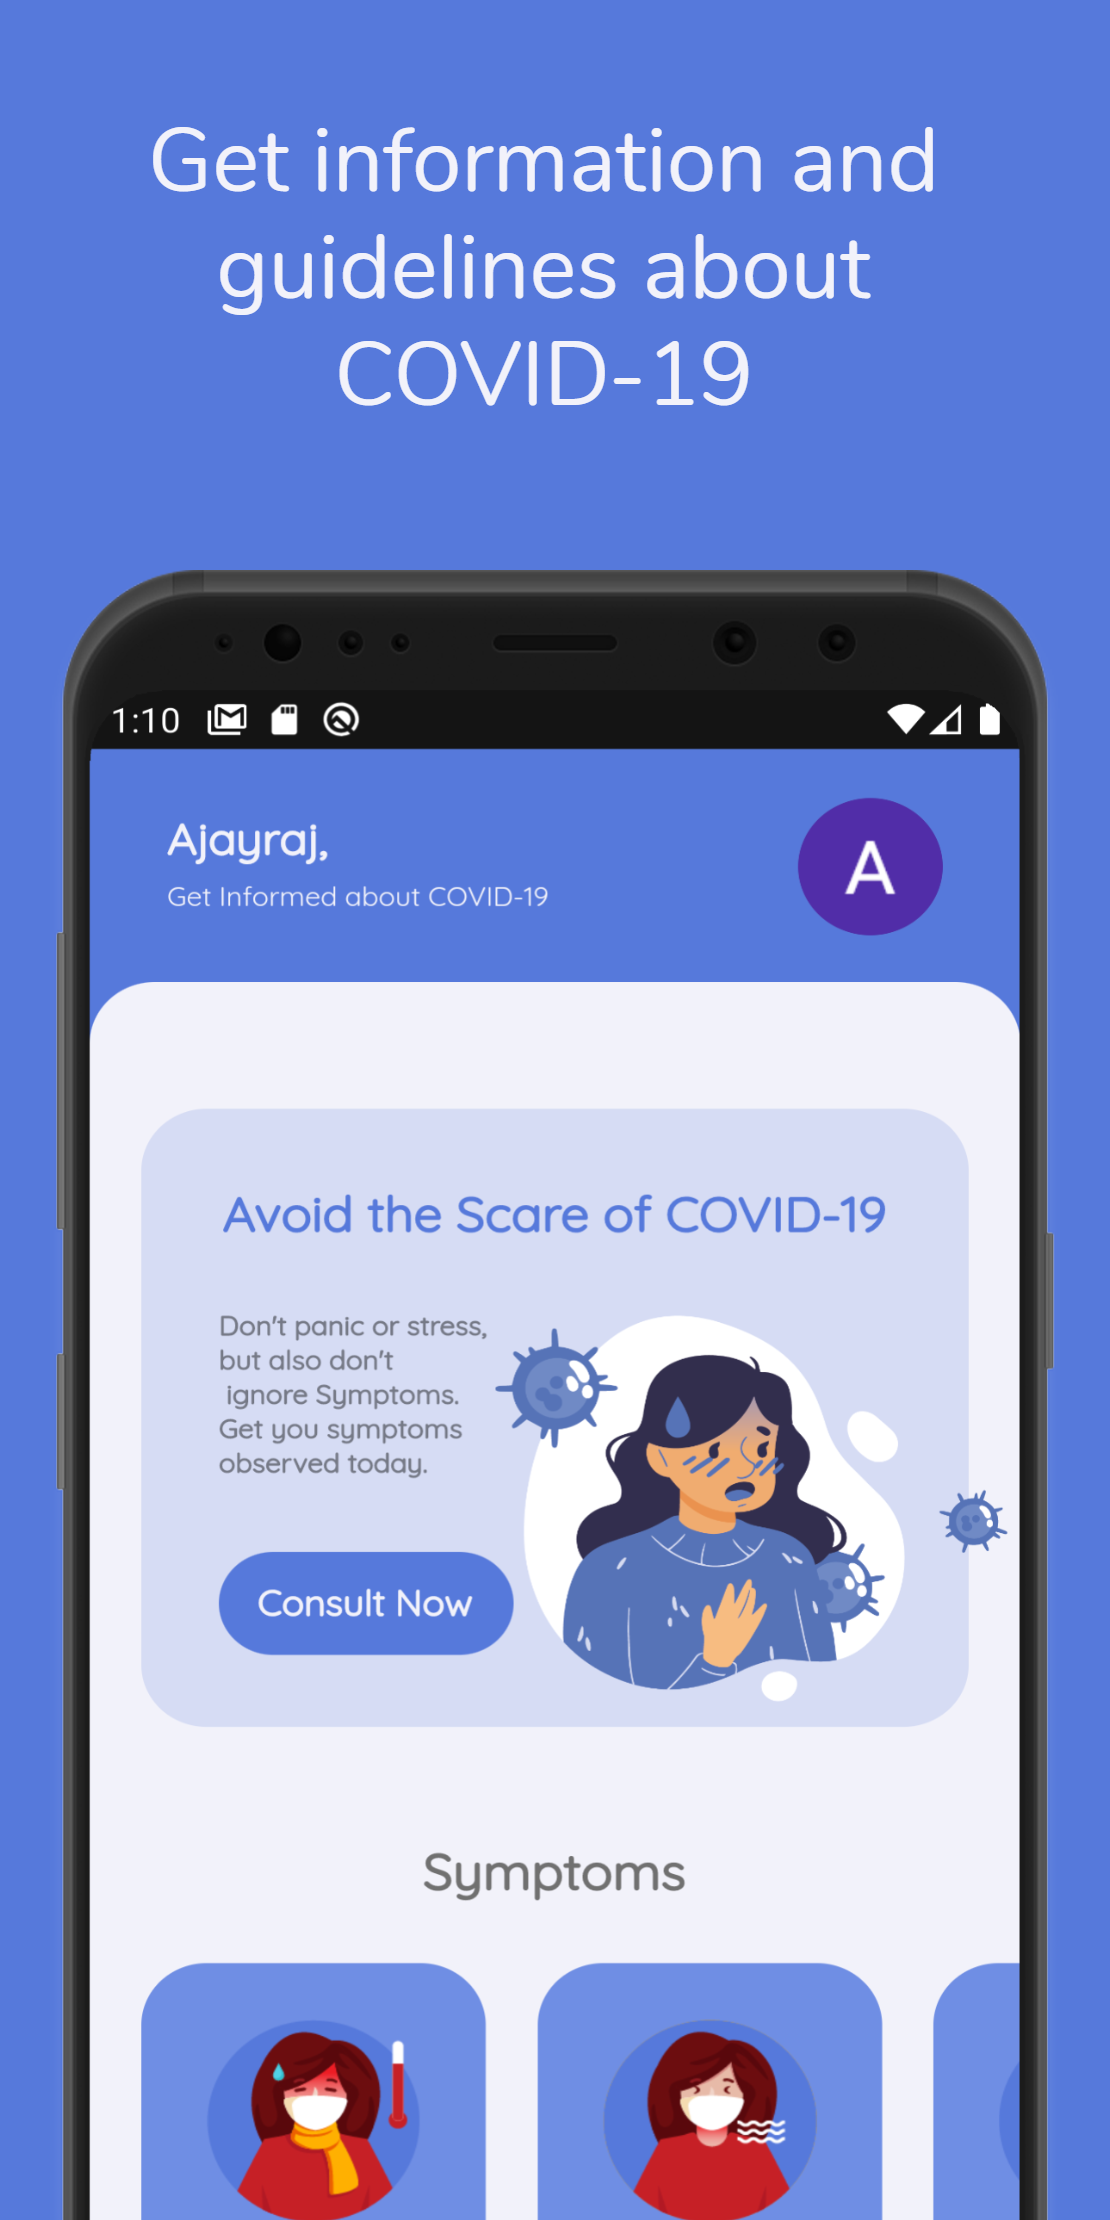 Get information and
guidelines about
COVID-19
1:10
Ajayraj,
Get Informed about COVID-19
A
Avoid the Scare of COVID-19
Don't panic or stress,
but also don't
ignore Symptoms.
Get you symptoms
observed today.
Consult Now
Symptoms